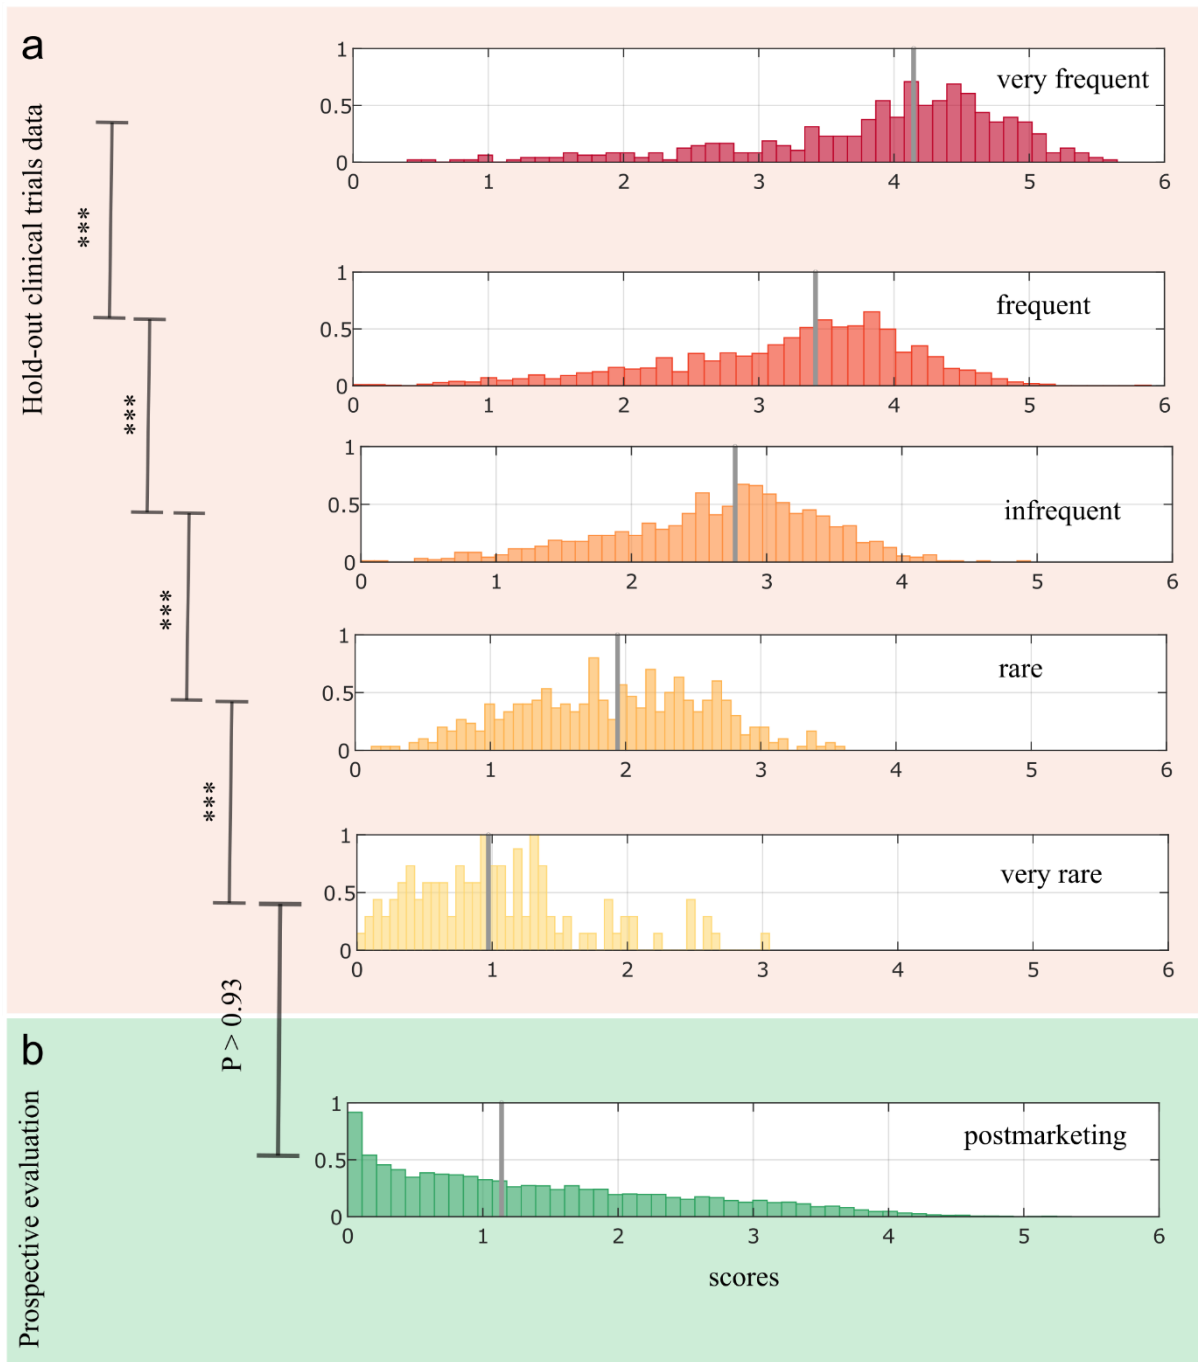 a
Hold-out clinical trials data
***
***
***
***
P > 0.93
1
0.5
0
very frequent
0 1 2 3 4 5 6
1
0.5
0
frequent
0 1 2 3 4 5 6
1
0.5
0
infrequent
0 1 2 3 4 5 6
1
0.5
0
rare
0 1 2 3 4 5 6
1
0.5
0
very rare
0 1 2 3 4 5 6
b
Prospective evaluation
1
0.5
0
postmarketing
0 1 2 3 4 5 6
scores